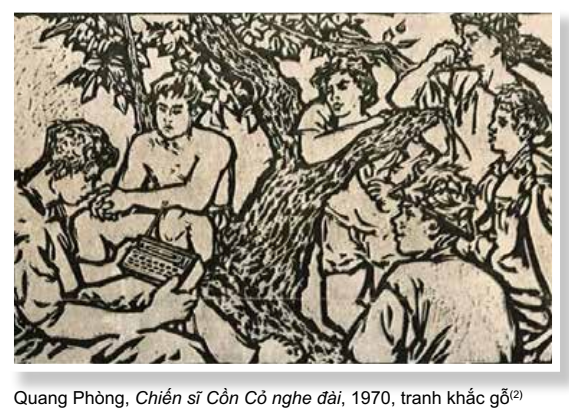 Quang Phòng, Chiến sĩ Cồn Cỏ nghe đài, 1970, tranh khắc gỗ(2)